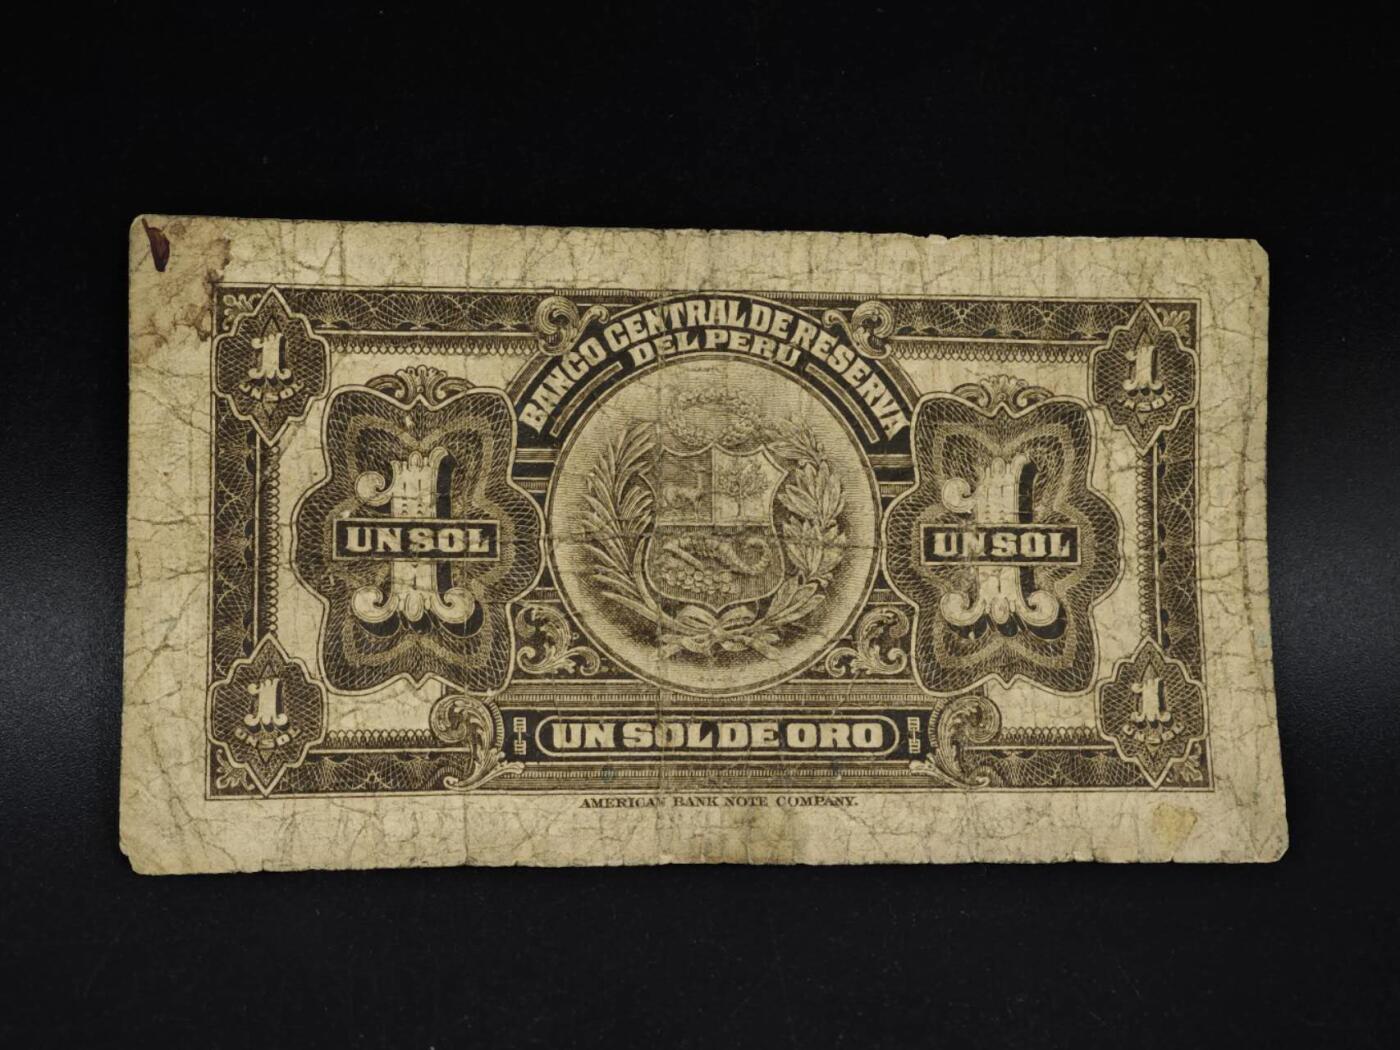 BANCO CENTRAL DE RESERVA
DEL PERU
1
UN SOL
1
UN SOL
1
UN SOL
1
UN SOL
1
UN SOL
1
UN SOL
UN SOL DE ORO
AMERICAN BANK NOTE COMPANY.